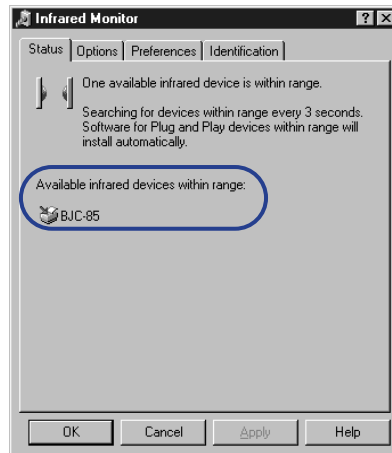 Infrared Monitor
Status Options Preferences Identification
One available infrared device is within range.
Searching for devices within range every 3 seconds.
Software for Plug and Play devices within range will
install automatically.
Available infrared devices within range:
BJC-85
OK Cancel Apply Help